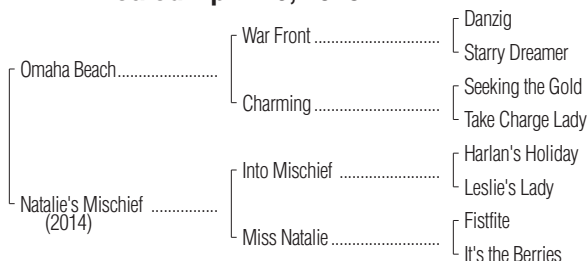 Danzig
War Front
Starry Dreamer
Omaha Beach
Seeking the Gold
Charming
Take Charge Lady
Harlan's Holiday
Into Mischief
Leslie's Lady
Natalie's Mischief
(2014)
Fistfite
Miss Natalie
It's the Berries